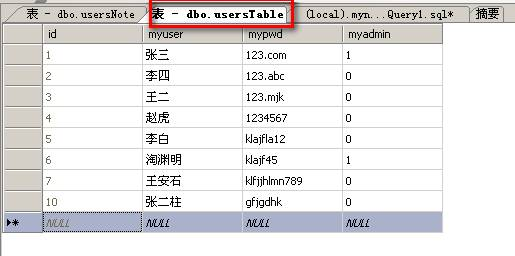 表 - dbo.usersNote 表 - dbo.usersTable (local).myn...Query1.sql* 摘要
id myuser mypwd myadmin
1 张三 123.com 1
2 李四 123.abc 0
3 王二 123.mjk 0
4 赵虎 1234567 0
5 李白 klajfla12 0
6 淘渊明 klajf45 1
7 王安石 klfjjhlmn789 0
10 张二柱 gfjgdhk 0
NULL NULL NULL NULL